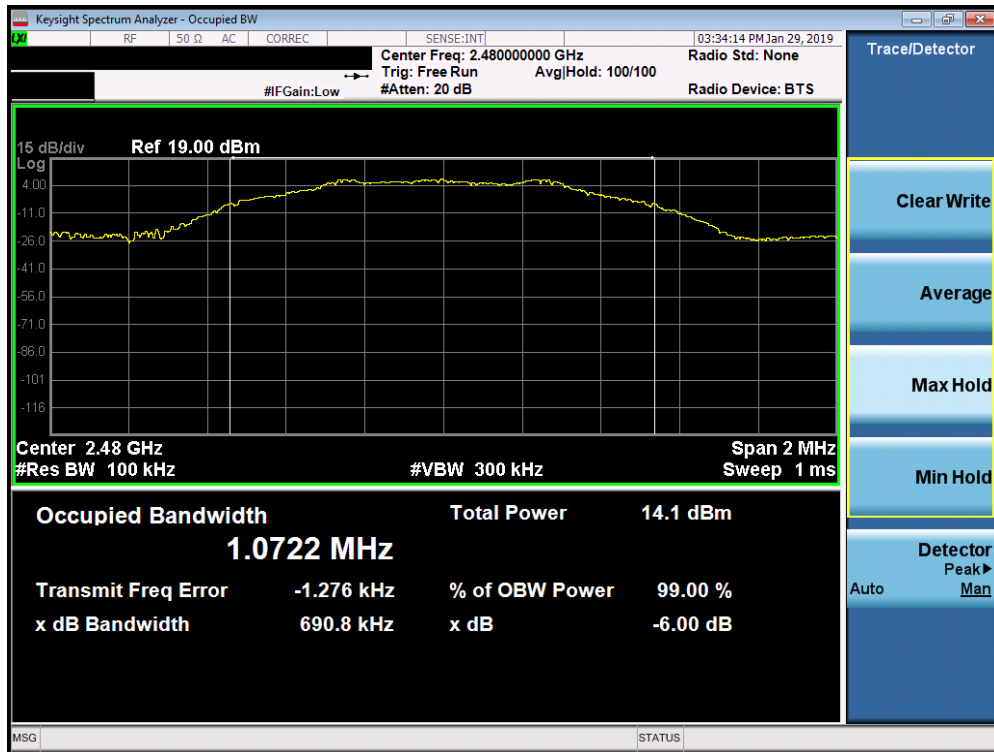 Keysight Spectrum Analyzer - Occupied BW
LXI RF 50 Ω AC CORREC SENSE:INT 03:34:14 PM Jan 29, 2019
Center Freq: 2.480000000 GHz Radio Std: None
Trig: Free Run Avg|Hold: 100/100
#IFGain:Low #Atten: 20 dB Radio Device: BTS
Trace/Detector
15 dB/div Ref 19.00 dBm
Log
4.00
-11.0
-26.0
-41.0
-56.0
-71.0
-86.0
-101
-116
Center 2.48 GHz Span 2 MHz
#Res BW 100 kHz #VBW 300 kHz Sweep 1 ms
Occupied Bandwidth Total Power 14.1 dBm
1.0722 MHz
Transmit Freq Error -1.276 kHz % of OBW Power 99.00 %
x dB Bandwidth 690.8 kHz x dB -6.00 dB
Clear Write
Average
Max Hold
Min Hold
Detector
Peak▶
Auto Man
MSG STATUS